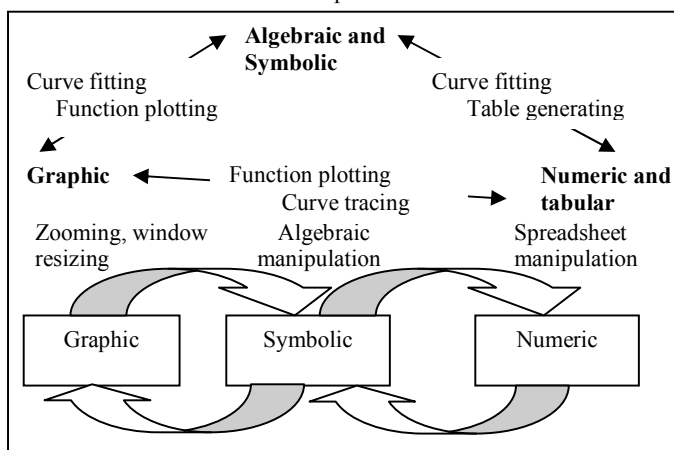 Algebraic and
Symbolic
Curve fitting
Function plotting
Curve fitting
Table generating
Graphic
Function plotting
Curve tracing
Numeric and
tabular
Zooming, window
resizing
Algebraic
manipulation
Spreadsheet
manipulation
Graphic
Symbolic
Numeric